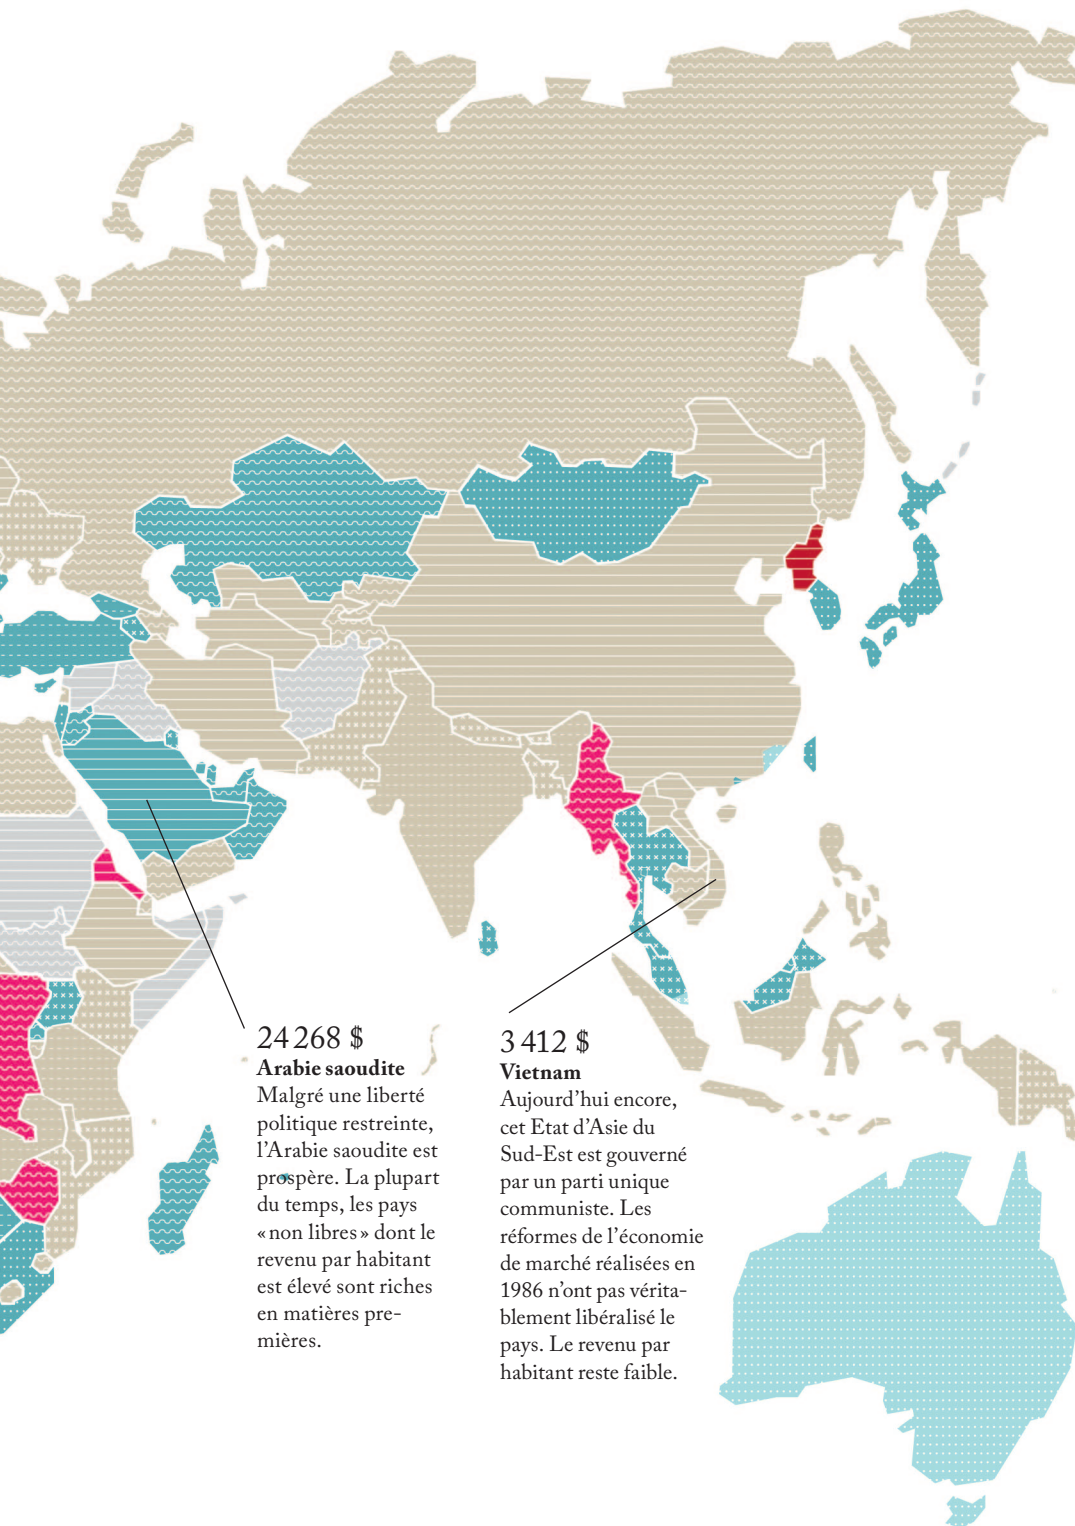 24 268 $
Arabie saoudite
Malgré une liberté
politique restreinte,
l’Arabie saoudite est
prospère. La plupart
du temps, les pays
«non libres» dont le
revenu par habitant
est élevé sont riches
en matières pre-
mières.
3 412 $
Vietnam
Aujourd’hui encore,
cet Etat d’Asie du
Sud-Est est gouverné
par un parti unique
communiste. Les
réformes de l’économie
de marché réalisées en
1986 n’ont pas vérita-
blement libéralisé le
pays. Le revenu par
habitant reste faible.